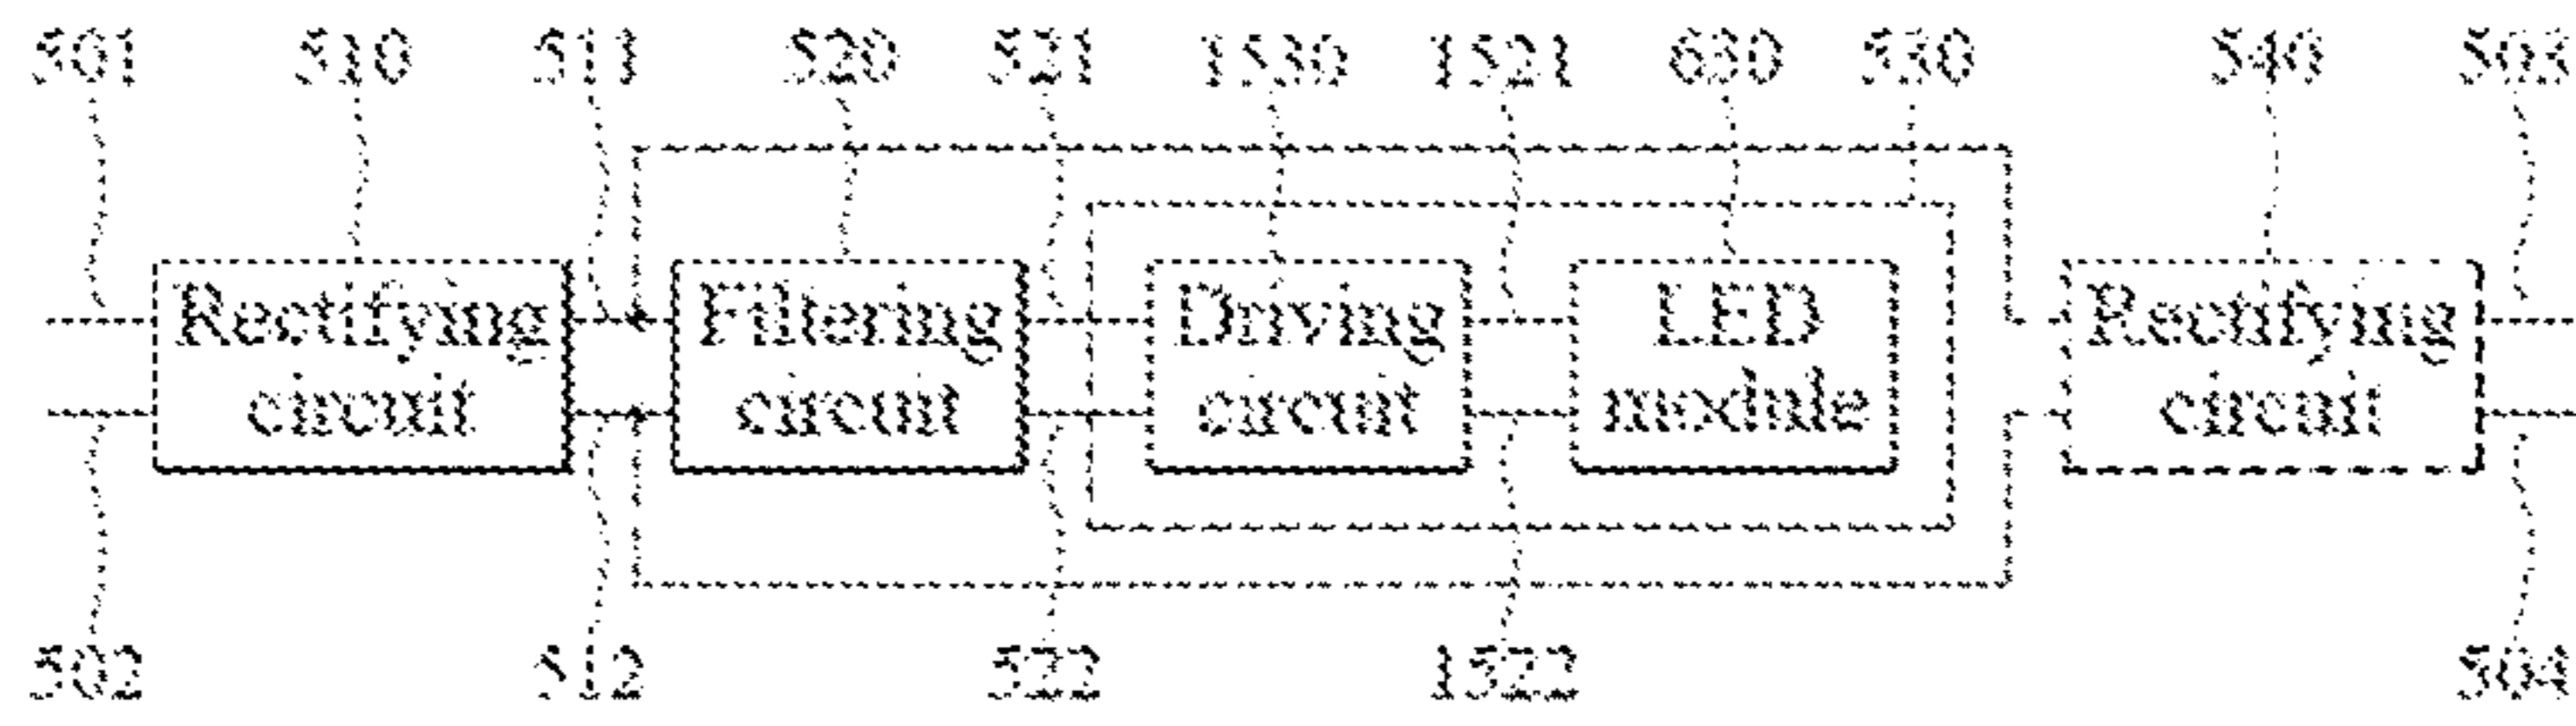 501 510 511 520 521 1530 1521 630 530 540 503
Rectifying circuit
Filtering circuit
Driving circuit
LED module
Rectifying circuit
502 512 522 1522 504